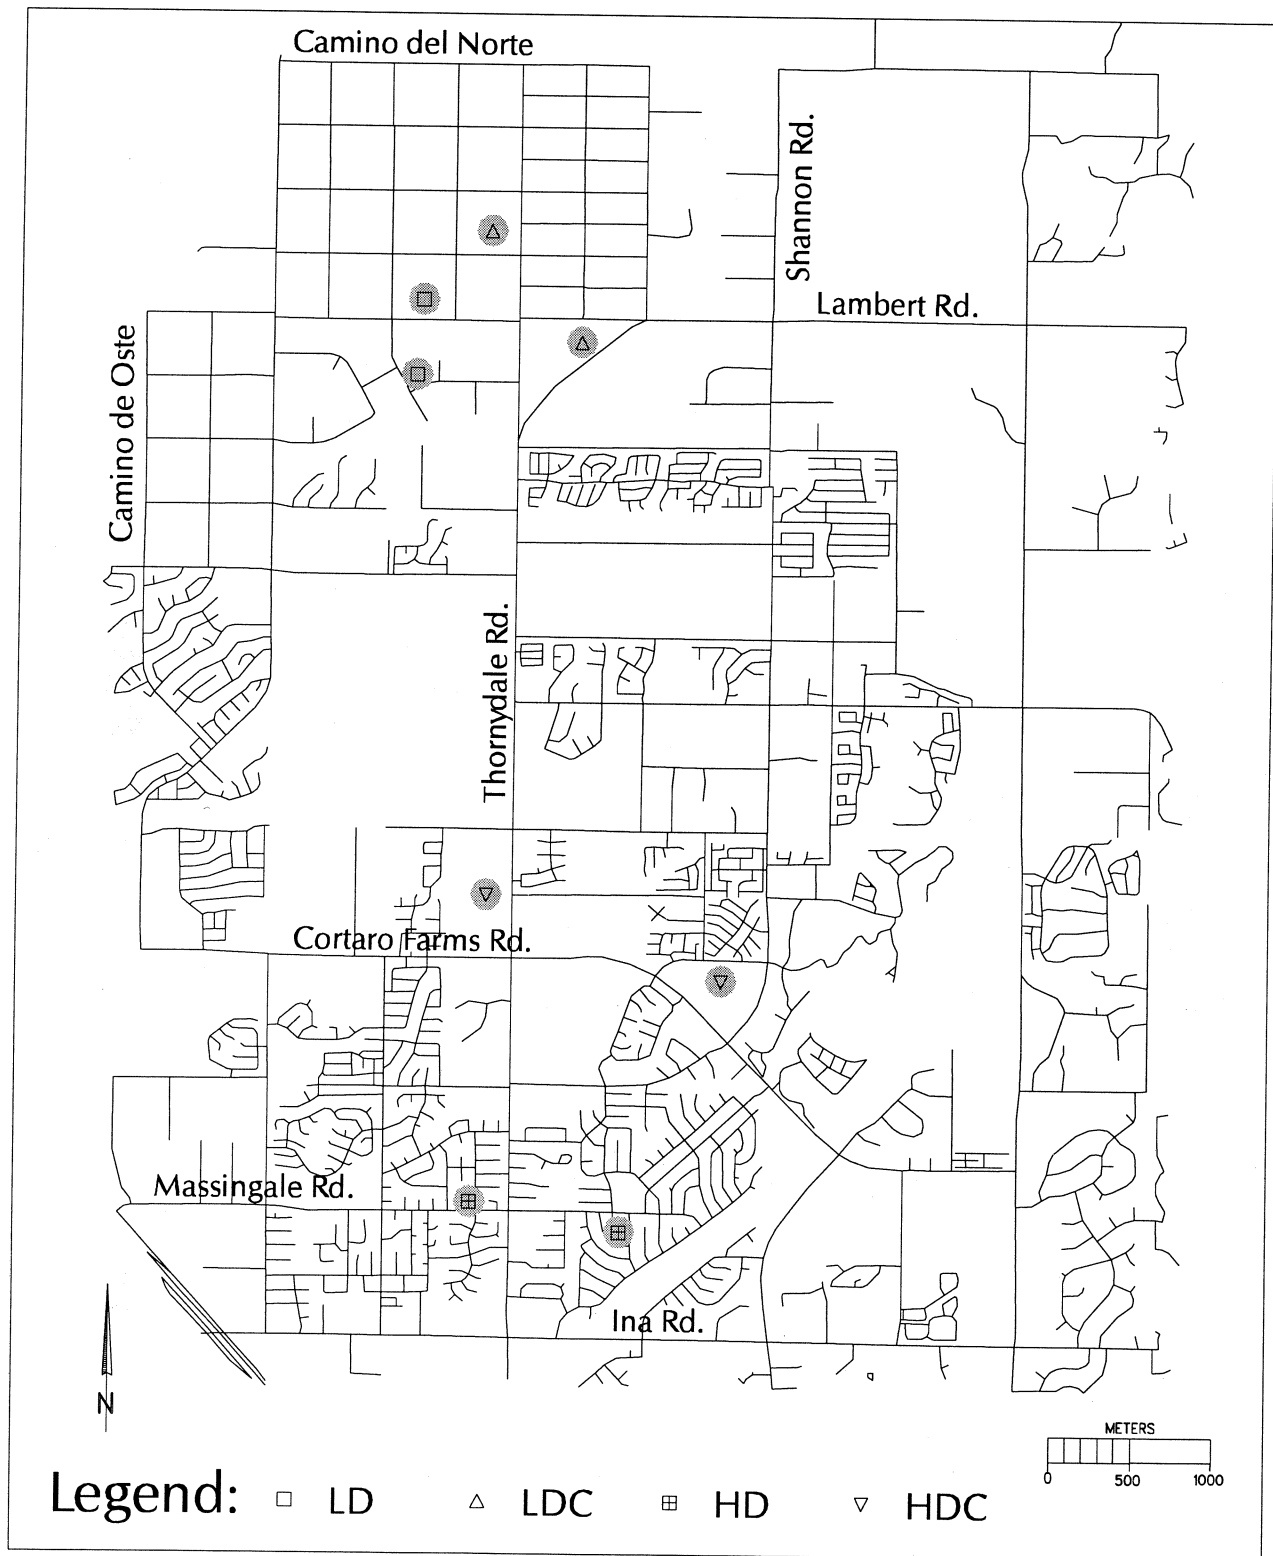 Camino del Norte
Shannon Rd.
Lambert Rd.
Camino de Oste
Thornydale Rd.
Cortaro Farms Rd.
Massingale Rd.
Ina Rd.
N
METERS
0 500 1000
Legend: LD LDC HD HDC